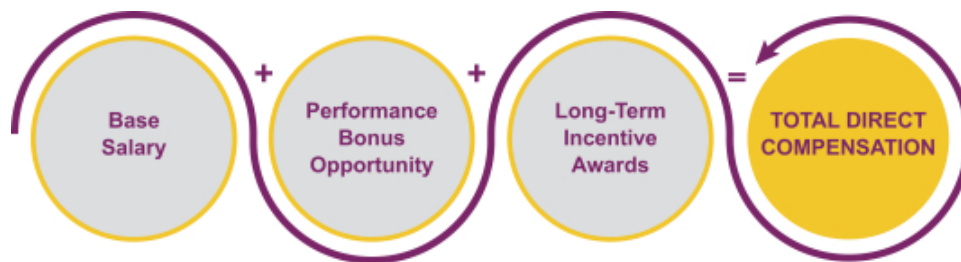 Base
Salary
+
Performance
Bonus
Opportunity
+
Long-Term
Incentive
Awards
=
TOTAL DIRECT
COMPENSATION